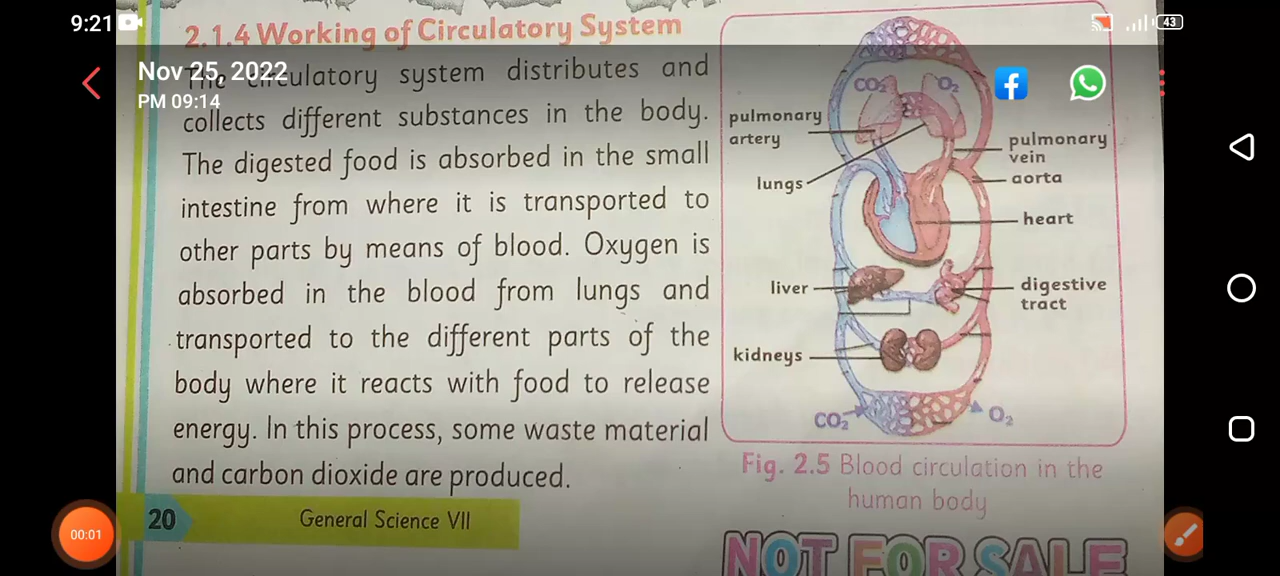 9:21
43
2.1.4 Working of Circulatory System
Nov 25, 2022
PM 09:14
The circulatory system distributes and
collects different substances in the body.
The digested food is absorbed in the small
intestine from where it is transported to
other parts by means of blood. Oxygen is
absorbed in the blood from lungs and
transported to the different parts of the
body where it reacts with food to release
energy. In this process, some waste material
and carbon dioxide are produced.
20
General Science VII
00:01
CO2
O2
pulmonary
artery
pulmonary
vein
lungs
aorta
heart
liver
digestive
tract
kidneys
CO2
O2
Fig. 2.5 Blood circulation in the
human body
NOT FOR SALE